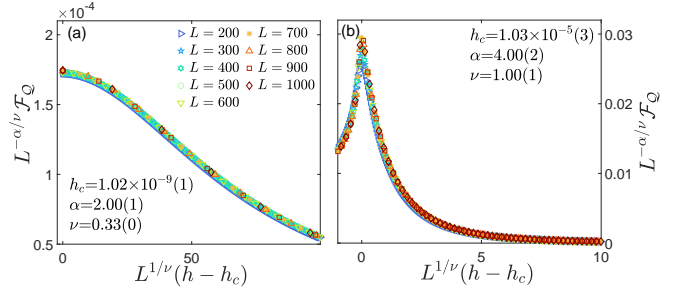 ×10⁻⁴
(a)
L = 200
L = 300
L = 400
L = 500
L = 600
L = 700
L = 800
L = 900
L = 1000
2
1.5
1
0.5
L^{-α/ν} 𝓕_𝒬
h_c=1.02×10⁻⁹(1)
α=2.00(1)
ν=0.33(0)
0
50
L^{1/ν}(h − h_c)
(b)
h_c=1.03×10⁻⁵(3)
α=4.00(2)
ν=1.00(1)
0.03
0.02
0.01
0
L^{-α/ν} 𝓕_𝒬
0
5
10
L^{1/ν}(h − h_c)